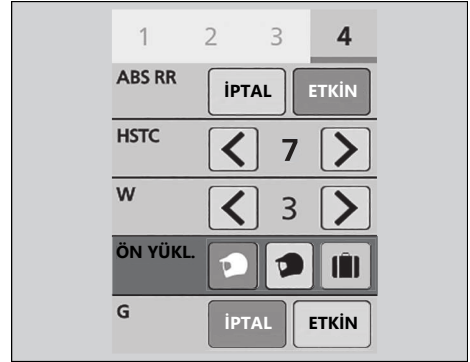 1 2 3 4
ABS RR İPTAL ETKİN
HSTC 7
W 3
ÖN YÜKL.
G İPTAL ETKİN